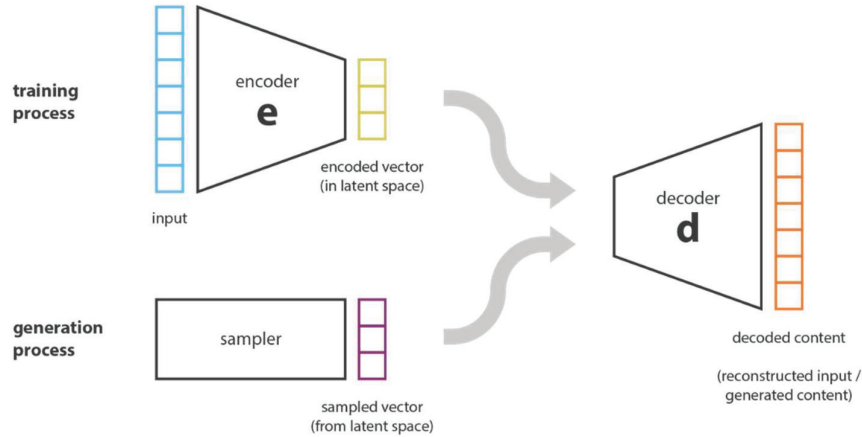 training
process
encoder
e
encoded vector
(in latent space)
input
decoder
d
generation
process
sampler
sampled vector
(from latent space)
decoded content
(reconstructed input /
generated content)